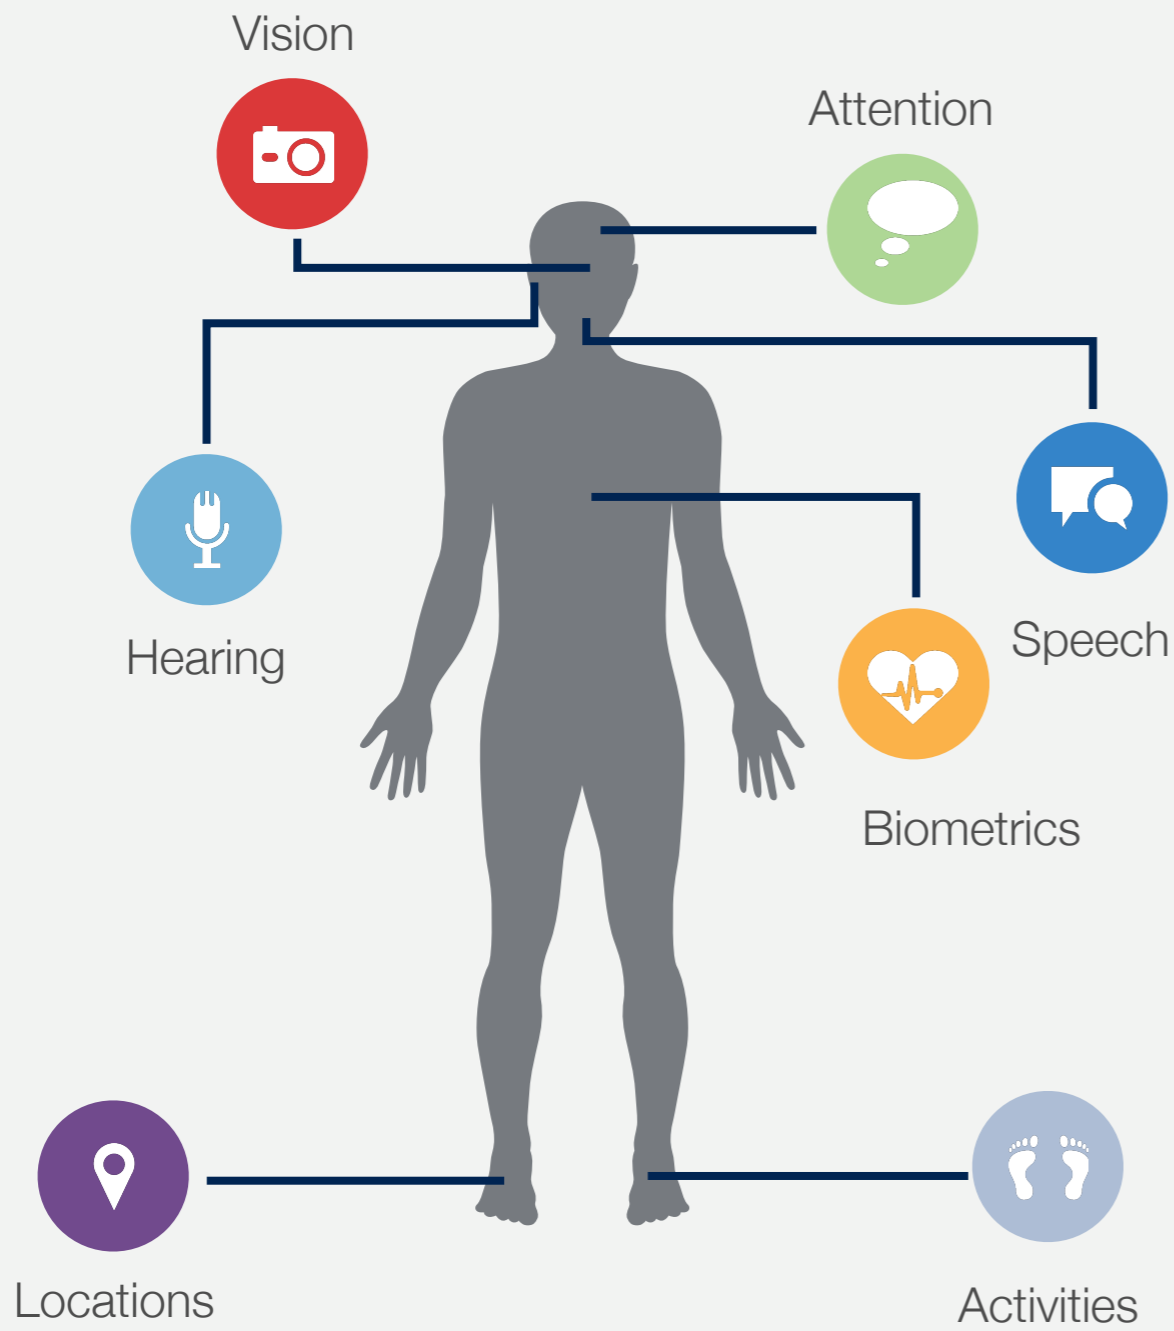 Vision
Attention
Hearing
Speech
Biometrics
Locations
Activities